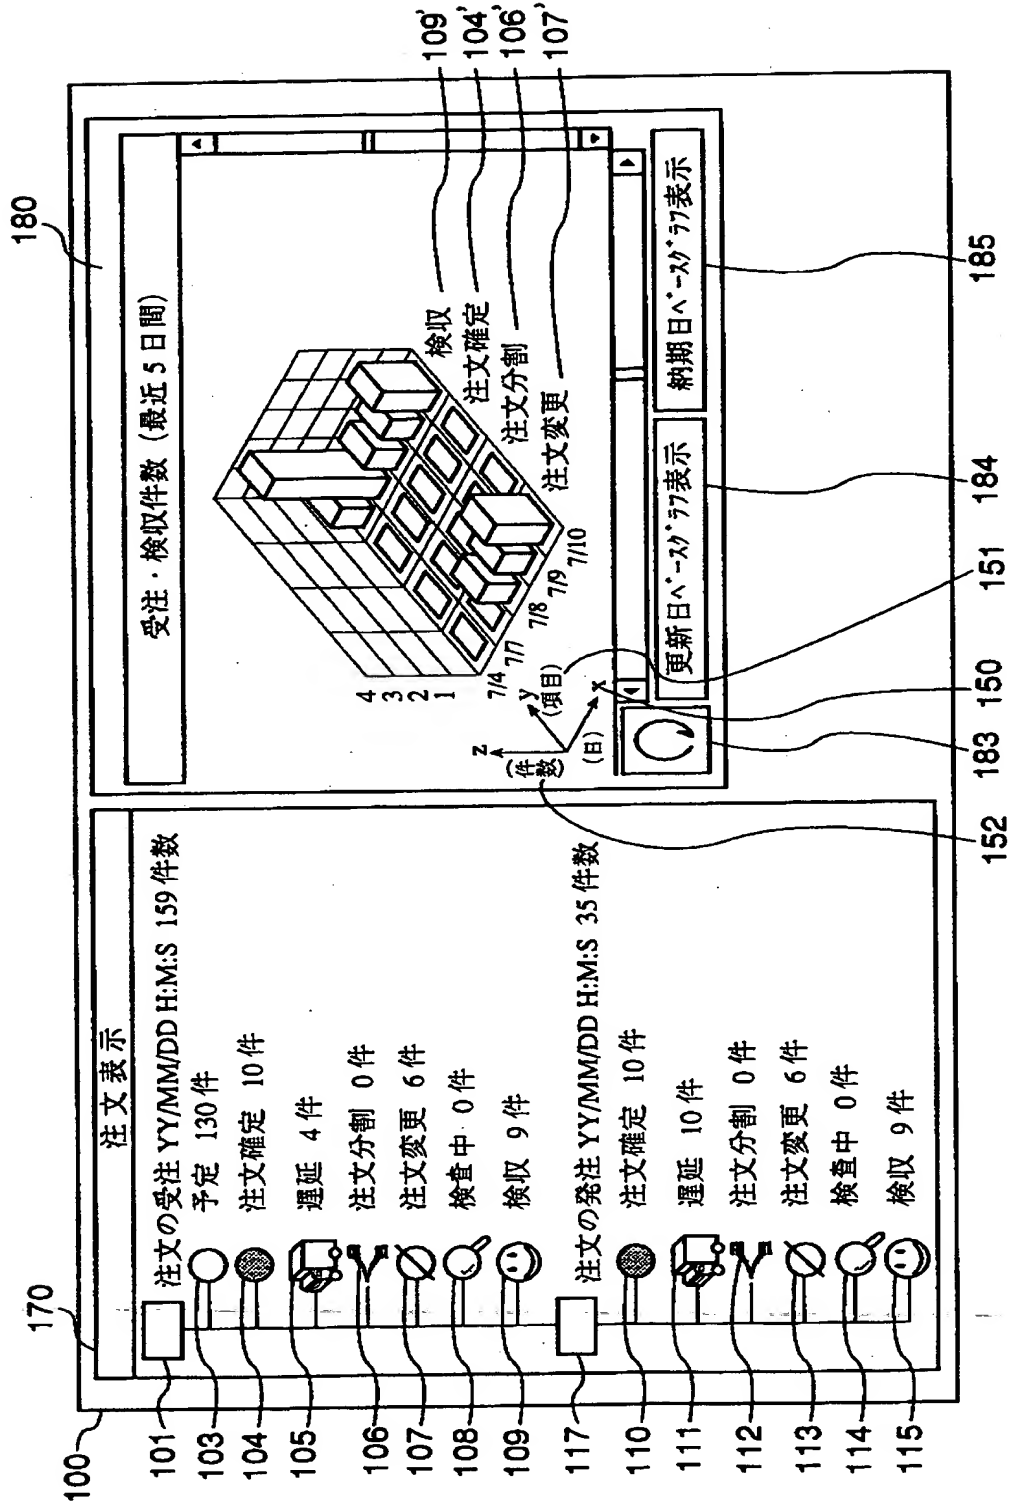 100
170
180
注文表示
101
注文の受注 YY/MM/DD H:M:S 159件数
103
予定 130件
104
注文確定 10件
105
遅延 4件
106
注文分割 0件
107
注文変更 6件
108
検査中 0件
109
検収 9件
117
注文の発注 YY/MM/DD H:M:S 35件数
110
注文確定 10件
111
遅延 10件
112
注文分割 0件
113
注文変更 6件
114
検査中 0件
115
検収 9件
受注・検収件数 (最近5日間)
4
3
2
1
7/4
7/7
7/8
7/9
7/10
検収
注文確定
注文分割
注文変更
109'
104'
106'
107'
z
(件数)
y
(項目)
x
(日)
更新日ベースグラフ表示
納期日ベースグラフ表示
152
183
150
151
184
185